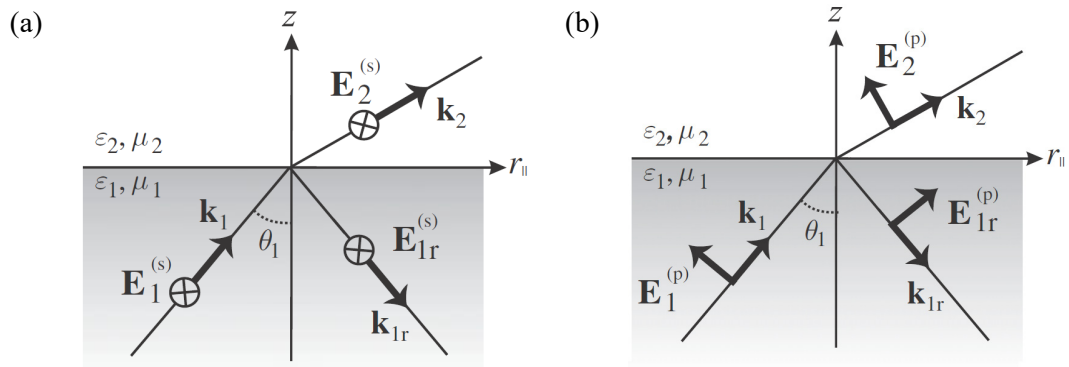 (a)
z
E₂⁽ˢ⁾
k₂
ε₂, μ₂
r∥
ε₁, μ₁
k₁
θ₁
E₁ᵣ⁽ˢ⁾
E₁⁽ˢ⁾
k₁ᵣ
(b)
z
E₂⁽ᵖ⁾
k₂
ε₂, μ₂
r∥
ε₁, μ₁
k₁
E₁ᵣ⁽ᵖ⁾
θ₁
E₁⁽ᵖ⁾
k₁ᵣ